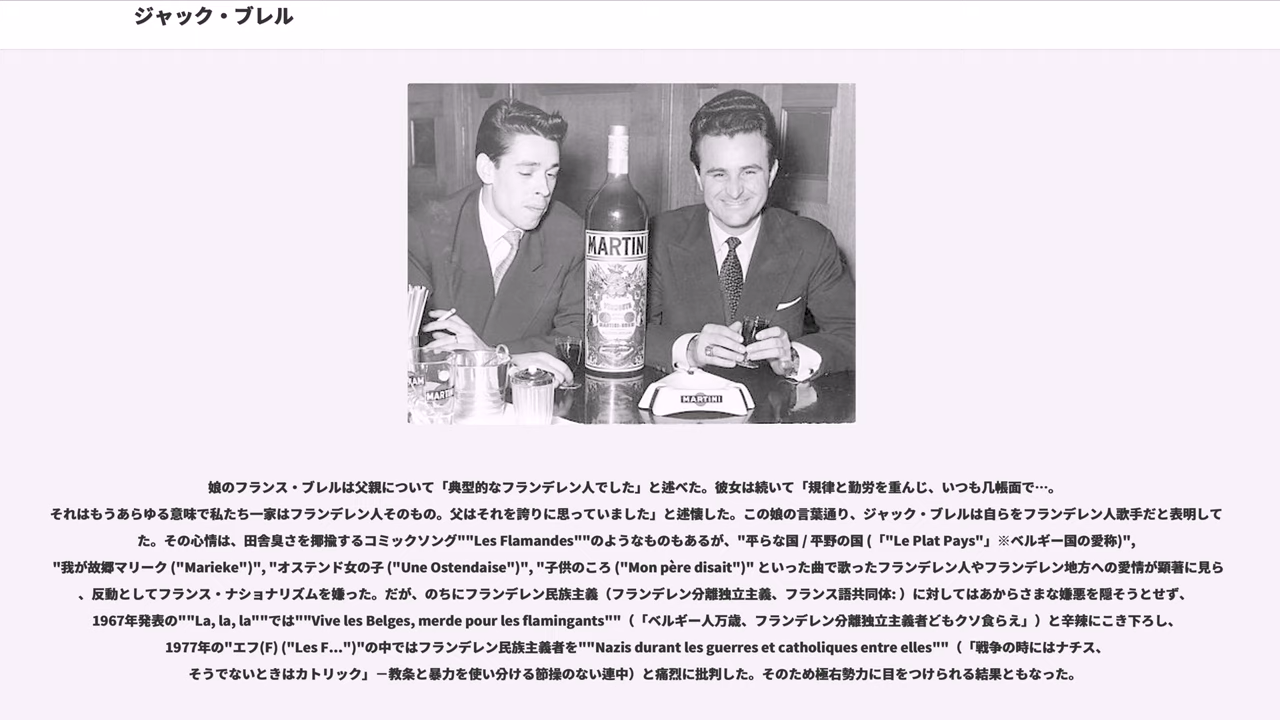 ジャック・ブレル
MARTINI
MARTINI
MARTINI
娘のフランス・ブレルは父親について「典型的なフランデレン人でした」と述べた。彼女は続いて「規律と勤労を重んじ、いつも几帳面で…。
それはもうあらゆる意味で私たち一家はフランデレン人そのもの。父はそれを誇りに思っていました」と述懐した。この娘の言葉通り、ジャック・ブレルは自らをフランデレン人歌手だと表明して
た。その心情は、田舎臭さを揶揄するコミックソング""Les Flamandes""のようなものもあるが、"平らな国 / 平野の国 (「"Le Plat Pays"」※ベルギー国の愛称)",
"我が故郷マリーク ("Marieke")", "オステンド女の子 ("Une Ostendaise")", "子供のころ ("Mon père disait")" といった曲で歌ったフランデレン人やフランデレン地方への愛情が顕著に見ら
、反動としてフランス・ナショナリズムを嫌った。だが、のちにフランデレン民族主義（フランデレン分離独立主義、フランス語共同体: ）に対してはあからさまな嫌悪を隠そうとせず、
1967年発表の""La, la, la""では""Vive les Belges, merde pour les flamingants""（「ベルギー人万歳、フランデレン分離独立主義者どもクソ食らえ」）と辛辣にこき下ろし、
1977年の"エフ(F) ("Les F…")"の中ではフランデレン民族主義者を""Nazis durant les guerres et catholiques entre elles""（「戦争の時にはナチス、
そうでないときはカトリック」－教条と暴力を使い分ける節操のない連中）と痛烈に批判した。そのため極右勢力に目をつけられる結果ともなった。